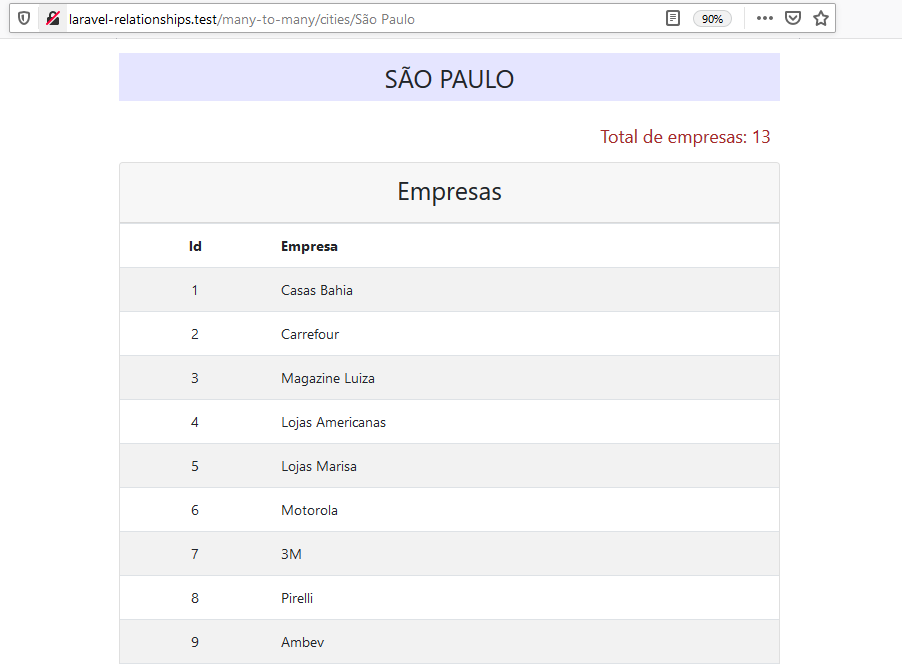 laravel-relationships.test/many-to-many/cities/São Paulo 90%
SÃO PAULO
Total de empresas: 13
Empresas
Id Empresa
1 Casas Bahia
2 Carrefour
3 Magazine Luiza
4 Lojas Americanas
5 Lojas Marisa
6 Motorola
7 3M
8 Pirelli
9 Ambev